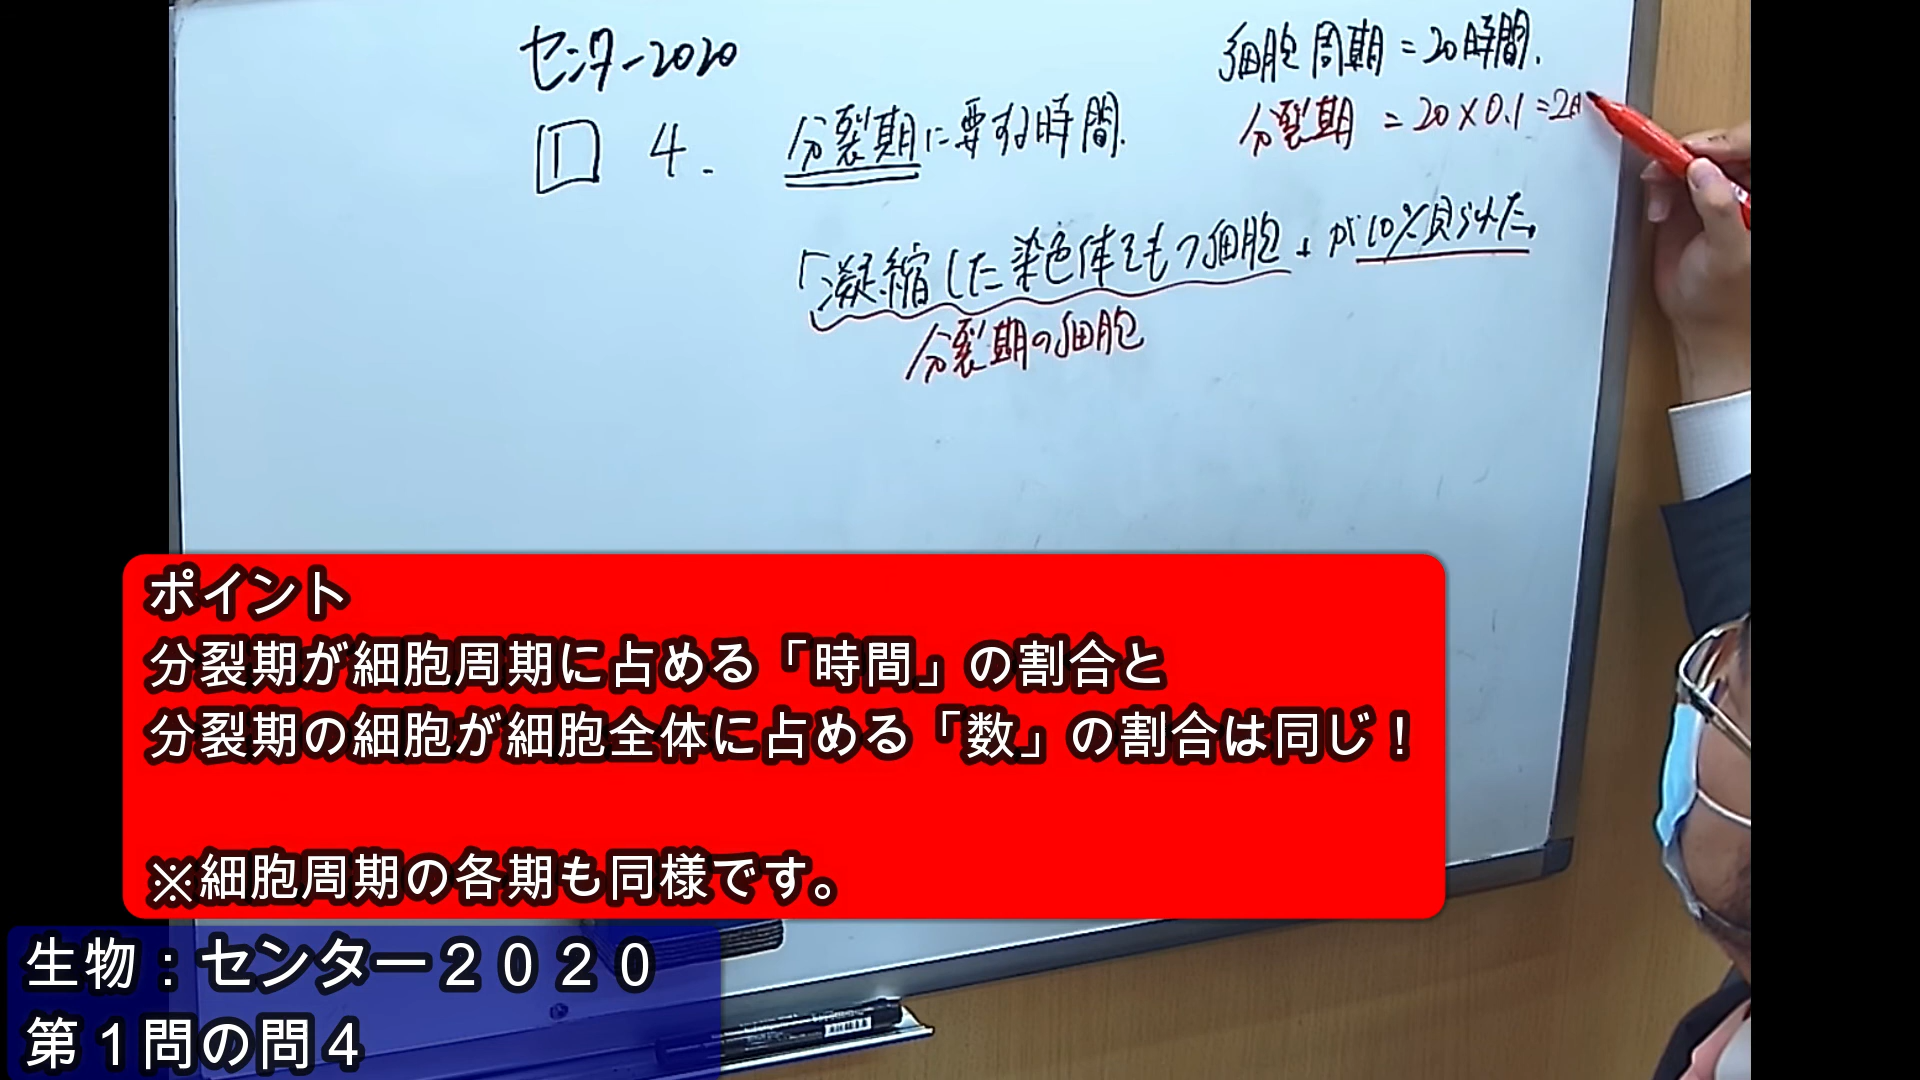 センター2020
1 4. 分裂期に要する時間.
細胞周期=20時間.
分裂期=20×0.1=2時
「凝縮した染色体をもつ細胞」が10%見られた。
分裂期の細胞
ポイント
分裂期が細胞周期に占める「時間」の割合と
分裂期の細胞が細胞全体に占める「数」の割合は同じ！
※細胞周期の各期も同様です。
生物：センター２０２０
第１問の問４